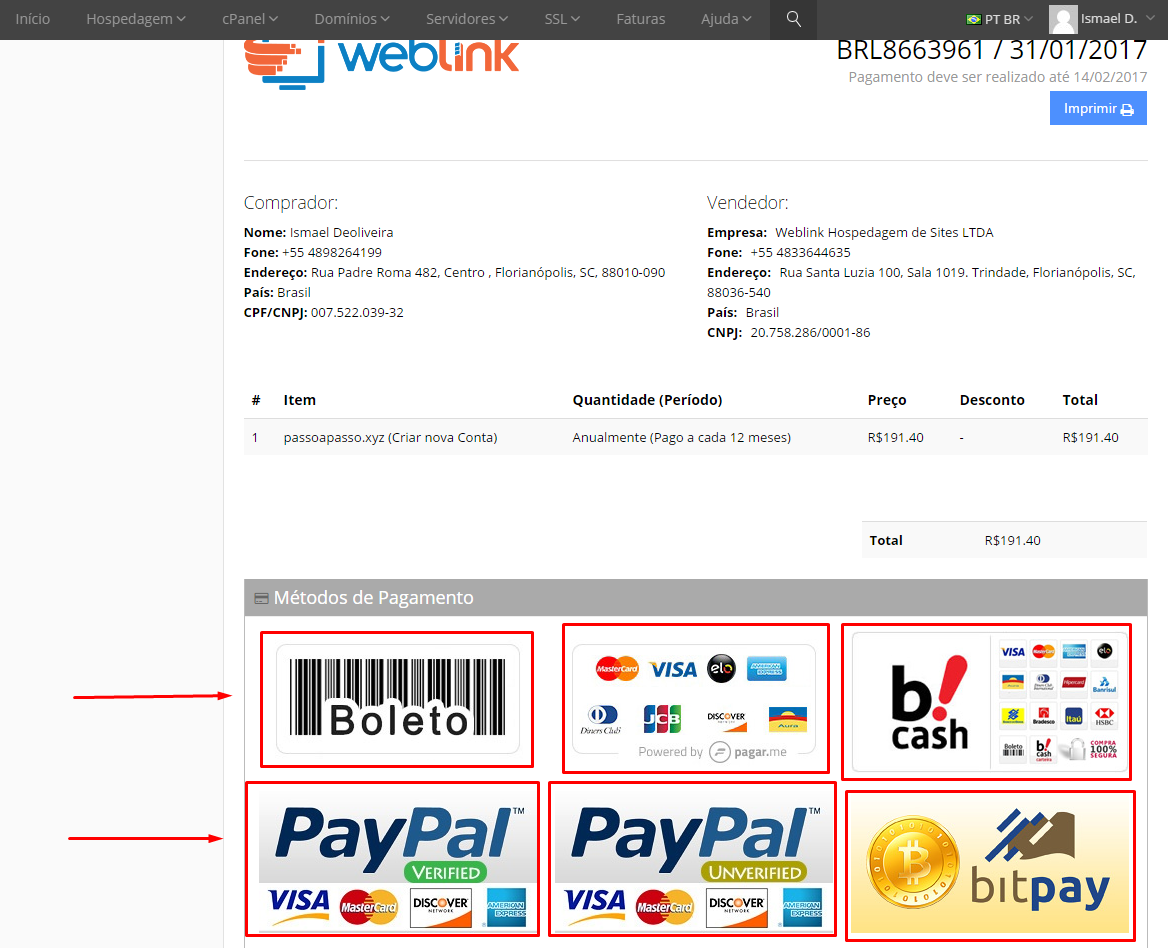 Início Hospedagem cPanel Domínios Servidores SSL Faturas Ajuda PT BR Ismael D.
weblink
BRL8663961 / 31/01/2017
Pagamento deve ser realizado até 14/02/2017
Imprimir
Comprador:
Nome: Ismael Deoliveira
Fone: +55 4898264199
Endereço: Rua Padre Roma 482, Centro , Florianópolis, SC, 88010-090
País: Brasil
CPF/CNPJ: 007.522.039-32
Vendedor:
Empresa: Weblink Hospedagem de Sites LTDA
Fone: +55 4833644635
Endereço: Rua Santa Luzia 100, Sala 1019. Trindade, Florianópolis, SC,
88036-540
País: Brasil
CNPJ: 20.758.286/0001-86
# Item Quantidade (Período) Preço Desconto Total
1 passoapasso.xyz (Criar nova Conta) Anualmente (Pago a cada 12 meses) R$191.40 - R$191.40
Total R$191.40
Métodos de Pagamento
Boleto
MasterCard VISA elo AMERICAN EXPRESS
Diners Club JCB DISCOVER Aura
Powered by pagar.me
b! cash
VISA MasterCard elo
Hipercard Banrisul
Bradesco Itaú HSBC
Boleto b! cash COMPRA 100% SEGURA
PayPal™
VERIFIED
VISA MasterCard DISCOVER NETWORK AMERICAN EXPRESS
PayPal™
UNVERIFIED
VISA MasterCard DISCOVER NETWORK AMERICAN EXPRESS
bitpay